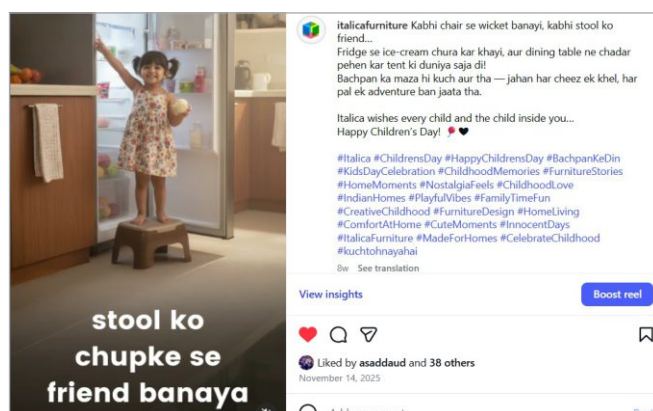 stool ko
chupke se
friend banaya
italicafurniture Kabhi chair se wicket banayi, kabhi stool ko
friend...
Fridge se ice-cream chura kar khayi, aur dining table ne chadar
pehen kar tent ki duniya saja di!
Bachpan ka maza hi kuch aur tha — jahan har cheez ek khel, har
pal ek adventure ban jaata tha.
Italica wishes every child and the child inside you...
Happy Children's Day! 🎈🖤
#Italica #ChildrensDay #HappyChildrensDay #BachpanKeDin
#KidsDayCelebration #ChildhoodMemories #FurnitureStories
#HomeMoments #NostalgiaFeels #ChildhoodLove
#IndianHomes #PlayfulVibes #FamilyTimeFun
#CreativeChildhood #FurnitureDesign #HomeLiving
#ComfortAtHome #CuteMoments #InnocentDays
#ItalicaFurniture #MadeForHomes #CelebrateChildhood
#kuchtohnayahai
8w See translation
View insights Boost reel
Liked by asaddaud and 38 others
November 14, 2025